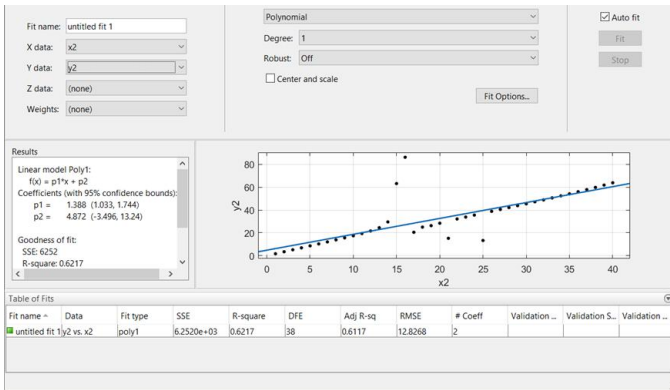 Fit name: untitled fit 1
X data: x2
Y data: y2
Z data: (none)
Weights: (none)
Polynomial
Degree: 1
Robust: Off
Center and scale
Fit Options...
Auto fit
Fit
Stop
Results
Linear model Poly1:
f(x) = p1*x + p2
Coefficients (with 95% confidence bounds):
p1 = 1.388 (1.033, 1.744)
p2 = 4.872 (-3.496, 13.24)
Goodness of fit:
SSE: 6252
R-square: 0.6217
80
60
40
20
0
y2
0 5 10 15 20 25 30 35 40
x2
Table of Fits
Fit name Data Fit type SSE R-square DFE Adj R-sq RMSE # Coeff Validation ... Validation S... Validation ...
untitled fit 1 y2 vs. x2 poly1 6.2520e+03 0.6217 38 0.6117 12.8268 2